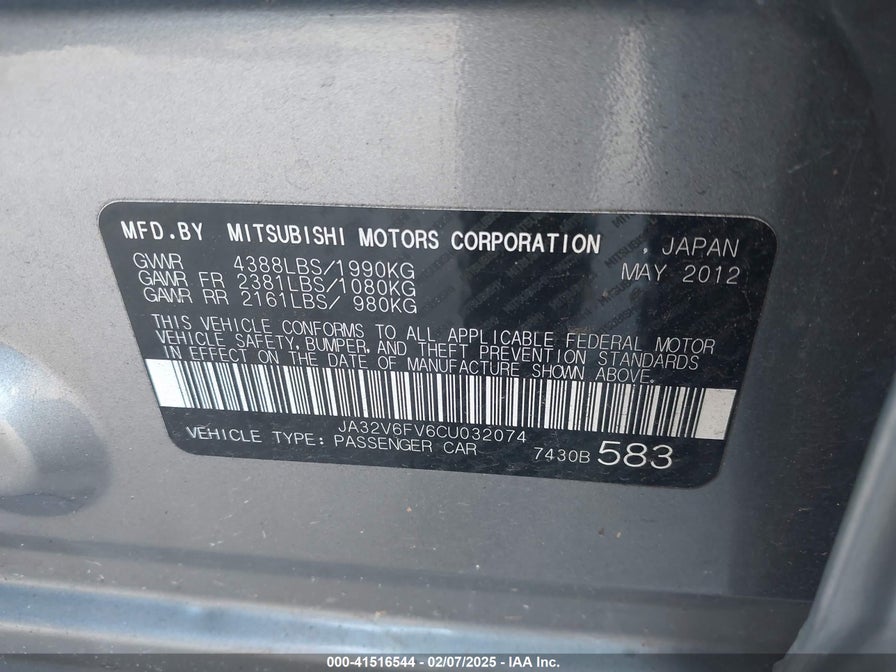 MFD.BY MITSUBISHI MOTORS CORPORATION , JAPAN
GWR 4388LBS/1990KG MAY 2012
GAWR FR 2381LBS/1080KG
GAWR RR 2161LBS/ 980KG
THIS VEHICLE CONFORMS TO ALL APPLICABLE FEDERAL MOTOR
VEHICLE SAFETY, BUMPER, AND THEFT PREVENTION STANDARDS
IN EFFECT ON THE DATE OF MANUFACTURE SHOWN ABOVE.
JA32V6FV6CU032074
VEHICLE TYPE: PASSENGER CAR 7430B 583
000-41516544 - 02/07/2025 - IAA Inc.